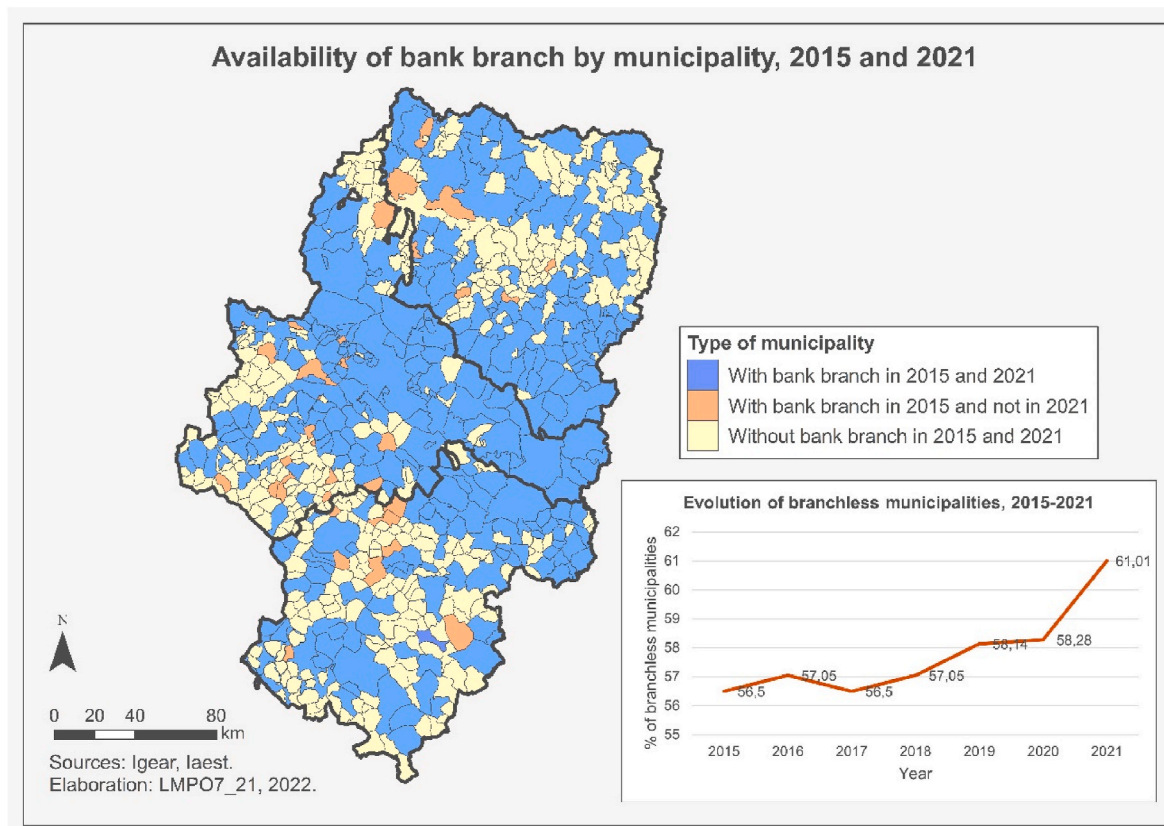 Availability of bank branch by municipality, 2015 and 2021
Type of municipality
With bank branch in 2015 and 2021
With bank branch in 2015 and not in 2021
Without bank branch in 2015 and 2021
Evolution of branchless municipalities, 2015-2021
% of branchless municipalities
62
61
60
59
58
57
56
55
56,5
57,05
56,5
57,05
58,14
58,28
61,01
2015 2016 2017 2018 2019 2020 2021
Year
N
0 20 40 80
km
Sources: Igear, Iaest.
Elaboration: LMPO7_21, 2022.